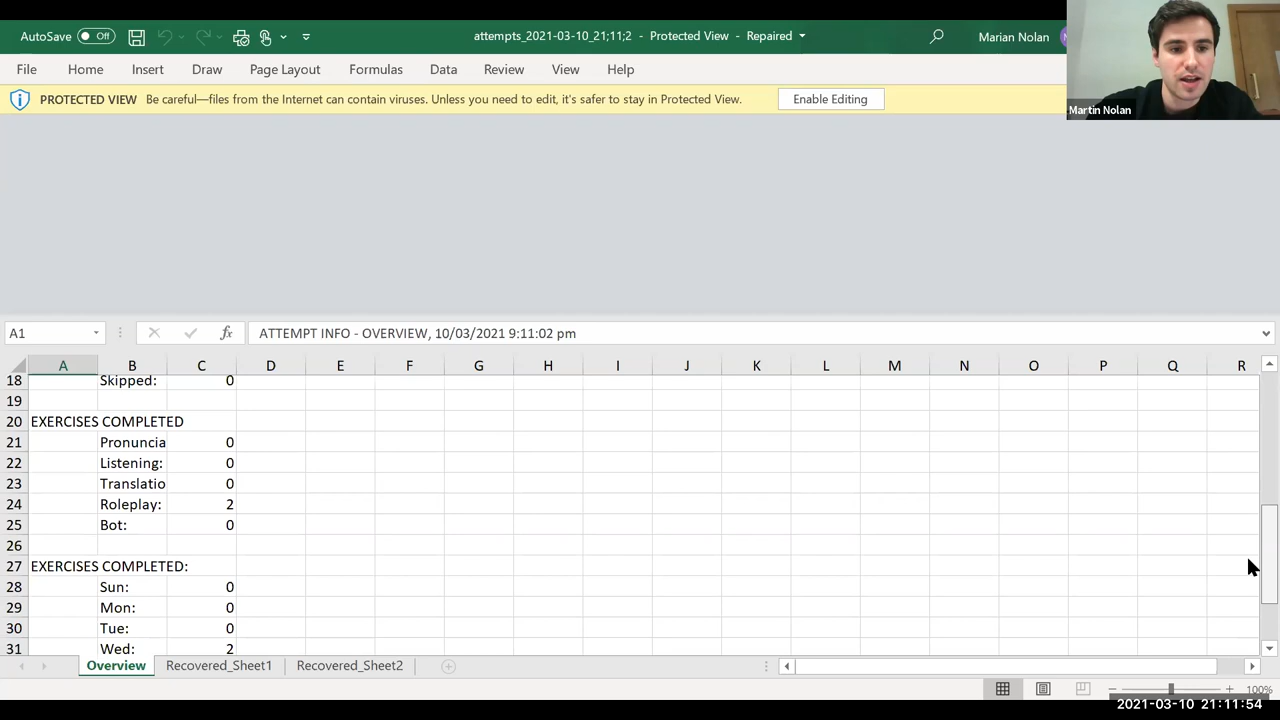 AutoSave Off attempts_2021-03-10_21;11;2 - Protected View - Repaired Marian Nolan
File Home Insert Draw Page Layout Formulas Data Review View Help
PROTECTED VIEW Be careful—files from the Internet can contain viruses. Unless you need to edit, it's safer to stay in Protected View. Enable Editing
Martin Nolan
A1 fx ATTEMPT INFO - OVERVIEW, 10/03/2021 9:11:02 pm
A B C D E F G H I J K L M N O P Q R
18 Skipped: 0
19
20 EXERCISES COMPLETED
21 Pronuncia 0
22 Listening: 0
23 Translatio 0
24 Roleplay: 2
25 Bot: 0
26
27 EXERCISES COMPLETED:
28 Sun: 0
29 Mon: 0
30 Tue: 0
31 Wed: 2
Overview Recovered_Sheet1 Recovered_Sheet2
100%
2021-03-10 21:11:54